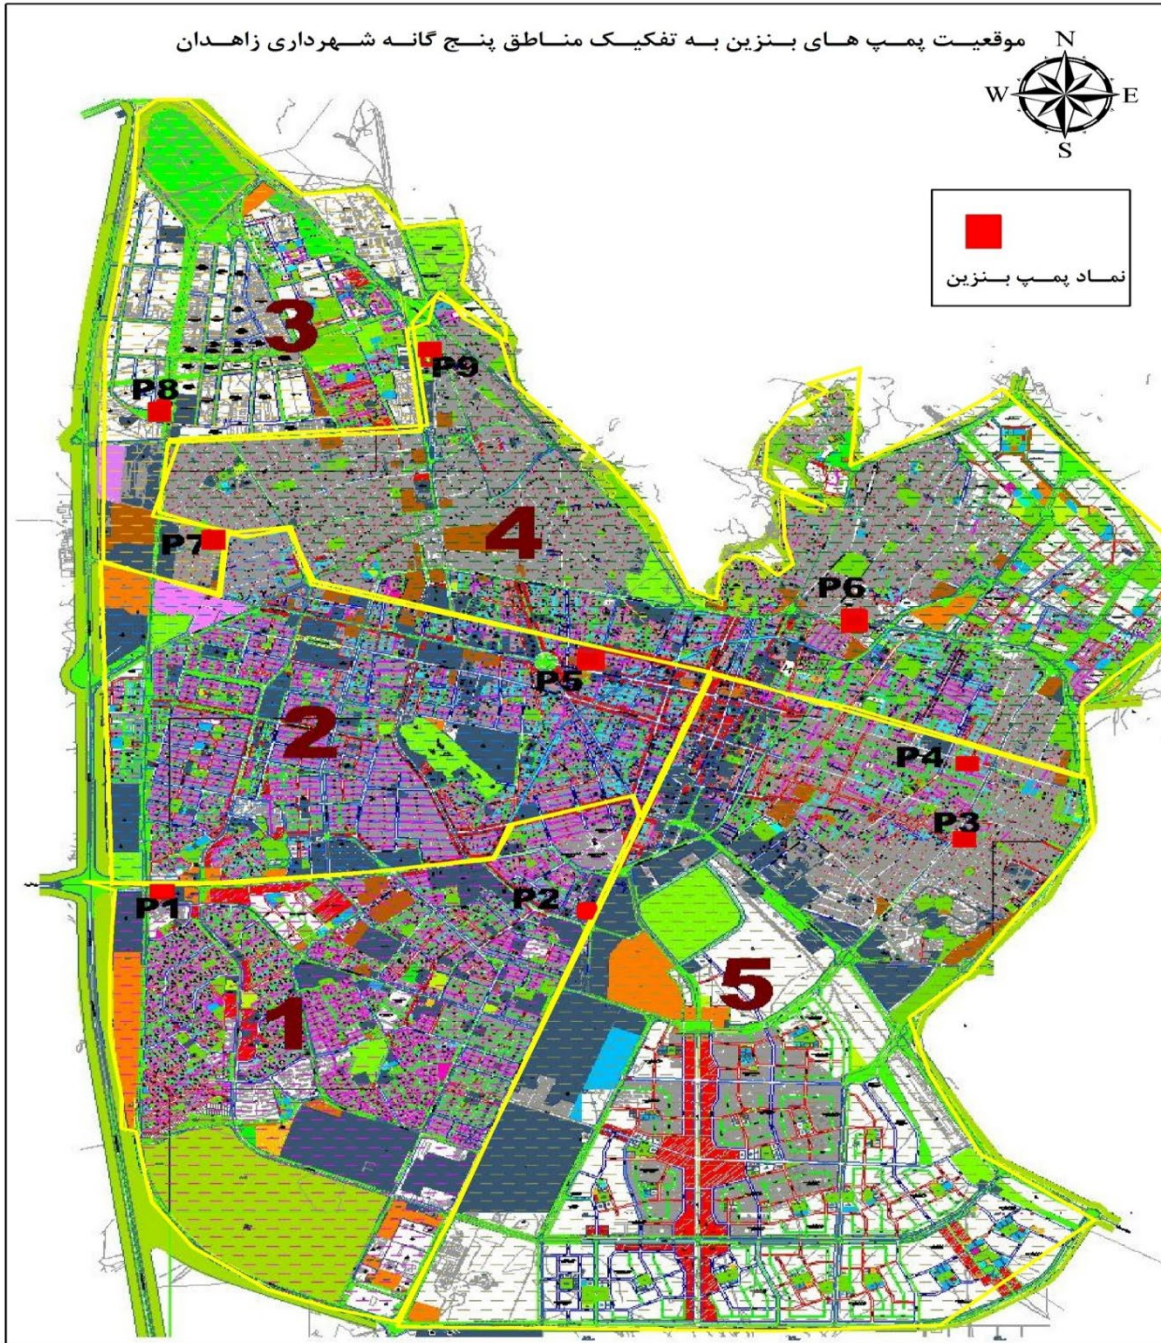 موقعیت پمپ های بنزین به تفکیک مناطق پنج گانه شهرداری زاهدان
N
W E
S
نماد پمپ بنزین
3
P9
P8
4
P7
P6
P5
2
P4
P3
P1
P2
5
1